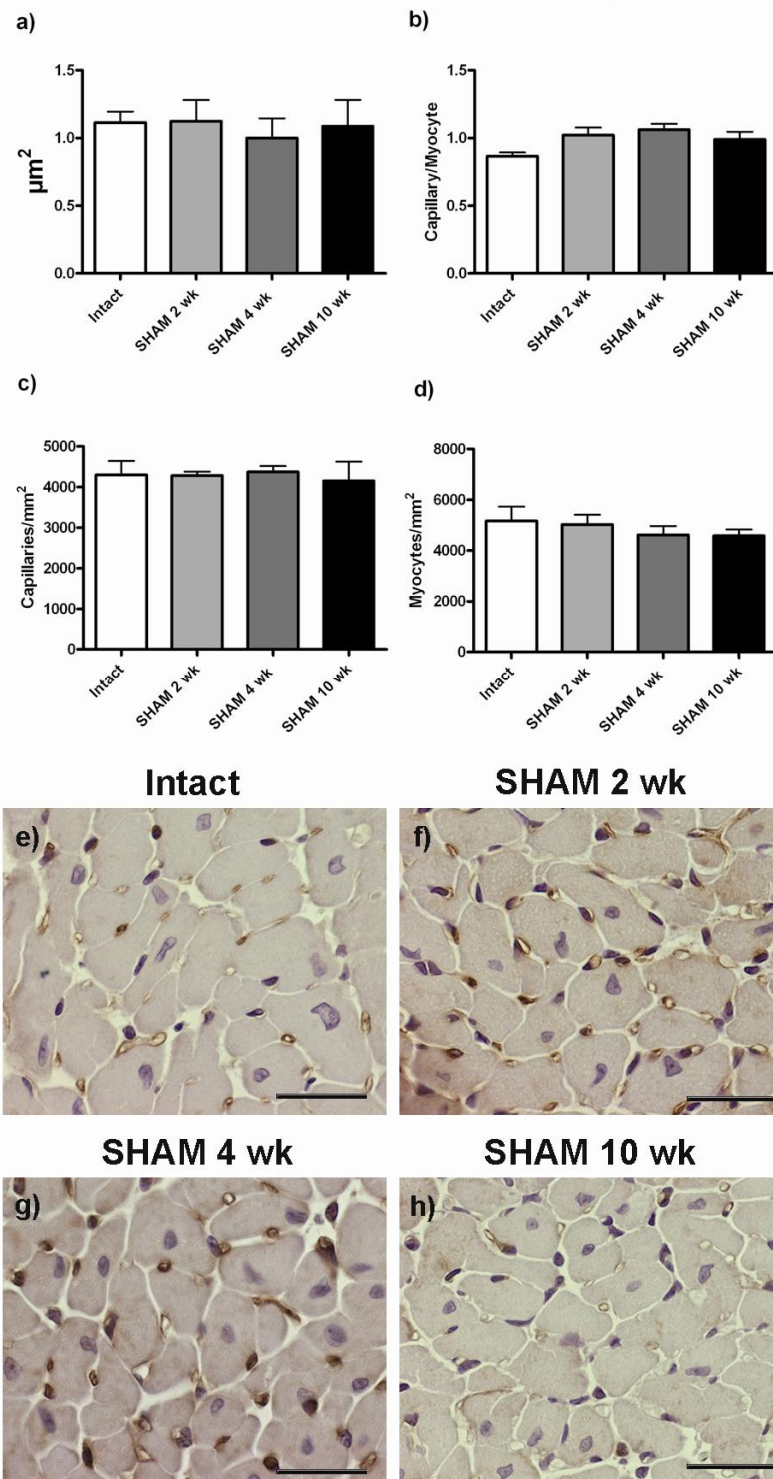 a)
µm²
1.5
1.0
0.5
0.0
Intact
SHAM 2 wk
SHAM 4 wk
SHAM 10 wk
b)
Capillary/Myocyte
1.5
1.0
0.5
0.0
Intact
SHAM 2 wk
SHAM 4 wk
SHAM 10 wk
c)
Capillaries/mm²
5000
4000
3000
2000
1000
0
Intact
SHAM 2 wk
SHAM 4 wk
SHAM 10 wk
d)
Myocytes/mm²
8000
6000
4000
2000
0
Intact
SHAM 2 wk
SHAM 4 wk
SHAM 10 wk
Intact
e)
SHAM 2 wk
f)
SHAM 4 wk
g)
SHAM 10 wk
h)